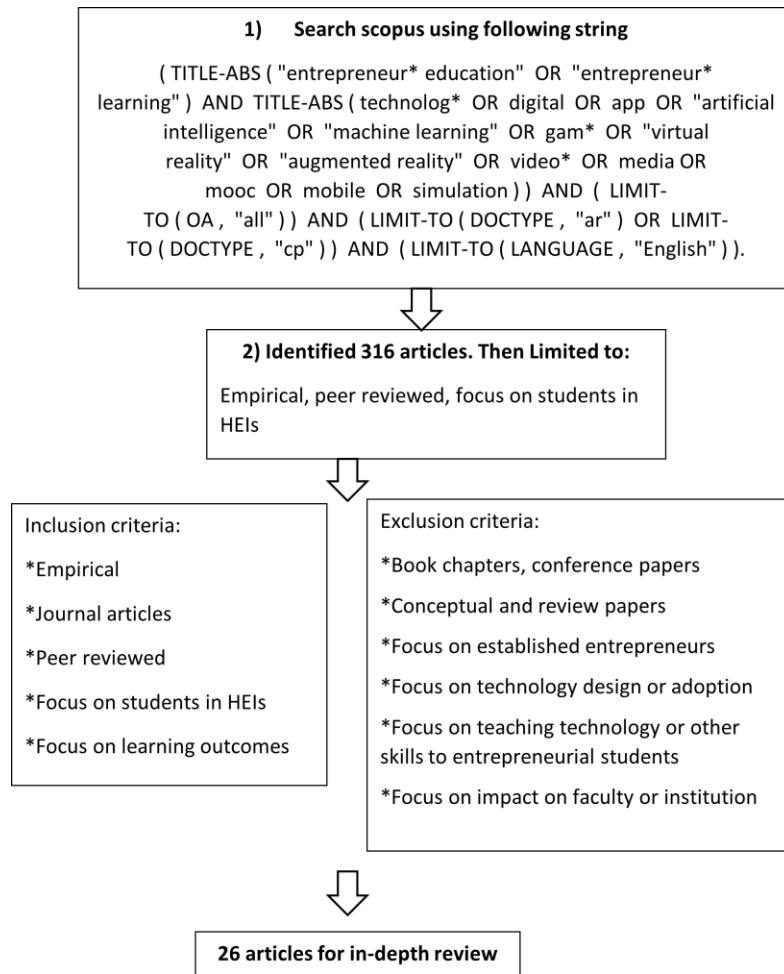 1) Search scopus using following string
( TITLE-ABS ( "entrepreneur* education" OR "entrepreneur*
learning" ) AND TITLE-ABS ( technolog* OR digital OR app OR "artificial
intelligence" OR "machine learning" OR gam* OR "virtual
reality" OR "augmented reality" OR video* OR media OR
mooc OR mobile OR simulation ) ) AND ( LIMIT-
TO ( OA , "all" ) ) AND ( LIMIT-TO ( DOCTYPE , "ar" ) OR LIMIT-
TO ( DOCTYPE , "cp" ) ) AND ( LIMIT-TO ( LANGUAGE , "English" ) ).
2) Identified 316 articles. Then Limited to:
Empirical, peer reviewed, focus on students in
HEIs
Inclusion criteria:
*Empirical
*Journal articles
*Peer reviewed
*Focus on students in HEIs
*Focus on learning outcomes
Exclusion criteria:
*Book chapters, conference papers
*Conceptual and review papers
*Focus on established entrepreneurs
*Focus on technology design or adoption
*Focus on teaching technology or other
skills to entrepreneurial students
*Focus on impact on faculty or institution
26 articles for in-depth review